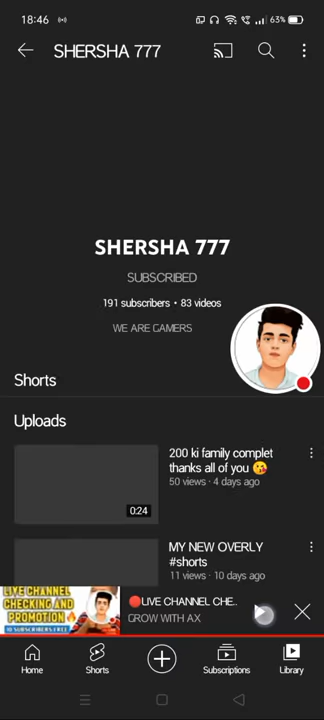 18:46
63%
SHERSHA 777
SHERSHA 777
SUBSCRIBED
191 subscribers • 83 videos
WE ARE GAMERS
Shorts
Uploads
200 ki family complet
thanks all of you 😘
50 views · 4 days ago
0:24
MY NEW OVERLY
#shorts
11 views · 10 days ago
LIVE CHANNEL
CHECKING AND
PROMOTION 🔥
🔴LIVE CHANNEL CHE..
GROW WITH AX
Home
Shorts
Subscriptions
Library